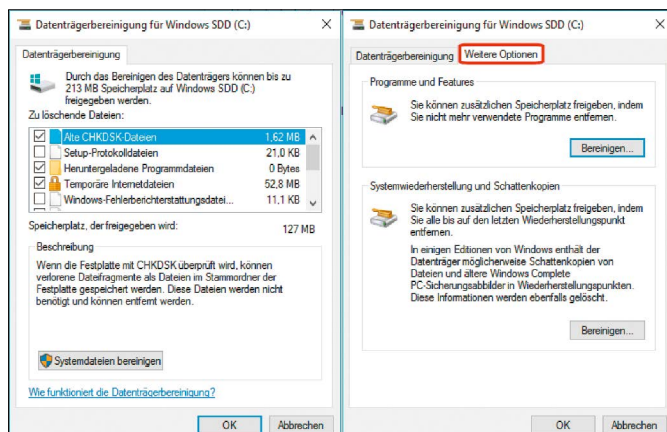 Datenträgerbereinigung für Windows SDD (C:)
Datenträgerbereinigung
Durch das Bereinigen des Datenträgers können bis zu
213 MB Speicherplatz auf Windows SDD (C:)
freigegeben werden.
Zu löschende Dateien:
Alte CHKDSK-Dateien 1,62 MB
Setup-Protokolldateien 21,0 KB
Heruntergeladene Programmdateien 0 Bytes
Temporäre Internetdateien 52,8 MB
Windows-Fehlerberichterstattungsdatei... 11,1 KB
Speicherplatz, der freigegeben wird: 127 MB
Beschreibung
Wenn die Festplatte mit CHKDSK überprüft wird, können
verlorene Dateifragmente als Dateien im Stammordner der
Festplatte gespeichert werden. Diese Dateien werden nicht
benötigt und können entfernt werden.
Systemdateien bereinigen
Wie funktioniert die Datenträgerbereinigung?
OK Abbrechen
Datenträgerbereinigung für Windows SDD (C:)
Datenträgerbereinigung Weitere Optionen
Programme und Features
Sie können zusätzlichen Speicherplatz freigeben, indem
Sie nicht mehr verwendete Programme entfernen.
Bereinigen...
Systemwiederherstellung und Schattenkopien
Sie können zusätzlichen Speicherplatz freigeben, indem
Sie alle bis auf den letzten Wiederherstellungspunkt
entfernen.
In einigen Editionen von Windows enthält der
Datenträger möglicherweise Schattenkopien von
Dateien und ältere Windows Complete
PC-Sicherungsabbilder in Wiederherstellungspunkten.
Diese Informationen werden ebenfalls gelöscht.
Bereinigen...
OK Abbrechen